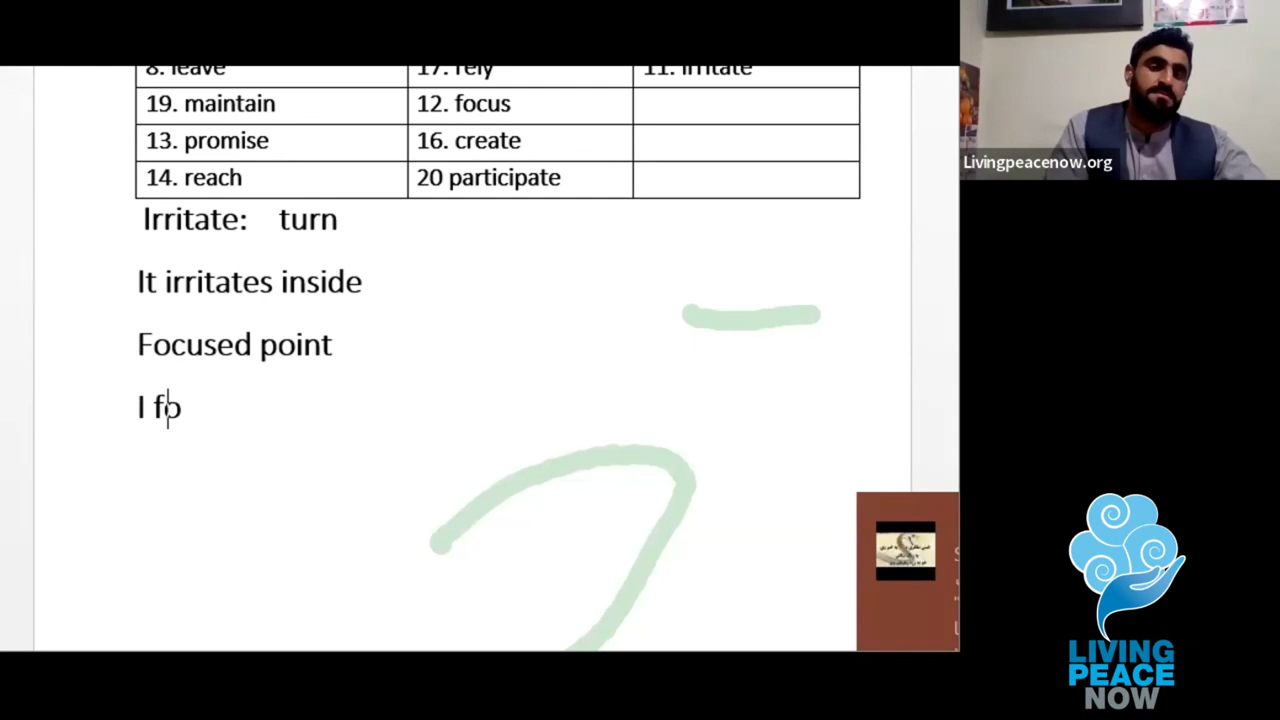 8. leave 17. rely 11. irritate
19. maintain 12. focus
13. promise 16. create
14. reach 20 participate
Irritate: turn
It irritates inside
Focused point
I fo
Livingpeacenow.org
LIVING
PEACE
NOW